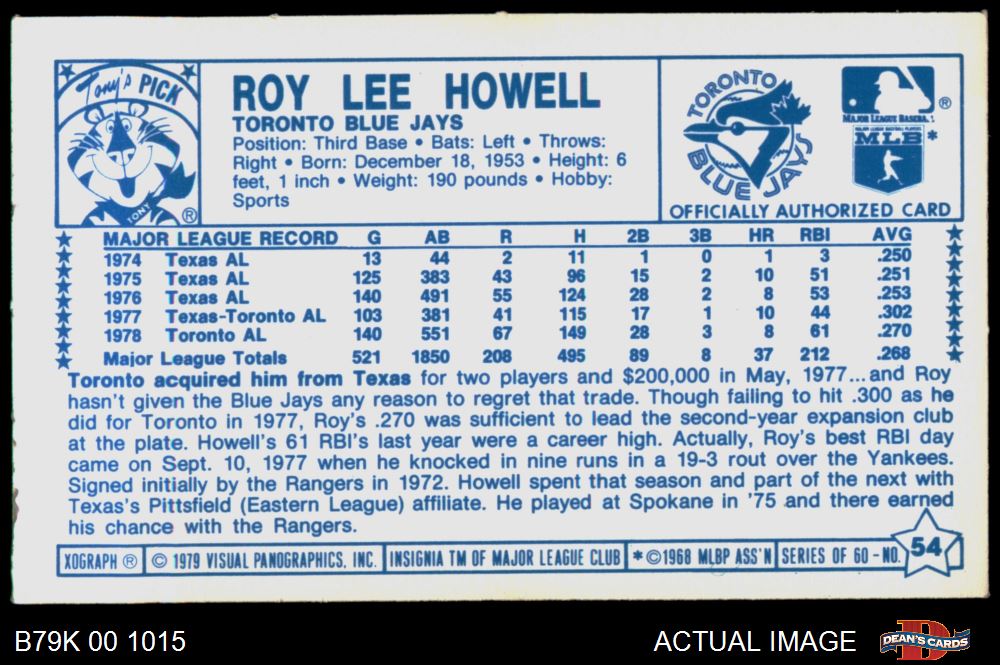 Tony's PICK
TONY
®
ROY LEE HOWELL
TORONTO BLUE JAYS
Position: Third Base • Bats: Left • Throws:
Right • Born: December 18, 1953 • Height: 6
feet, 1 inch • Weight: 190 pounds • Hobby:
Sports
TORONTO
BLUE JAYS
®
MAJOR LEAGUE BASEBALL
MLB *
OFFICIALLY AUTHORIZED CARD
MAJOR LEAGUE RECORD G AB R H 2B 3B HR RBI AVG
1974 Texas AL 13 44 2 11 1 0 1 3 .250
1975 Texas AL 125 383 43 96 15 2 10 51 .251
1976 Texas AL 140 491 55 124 28 2 8 53 .253
1977 Texas-Toronto AL 103 381 41 115 17 1 10 44 .302
1978 Toronto AL 140 551 67 149 28 3 8 61 .270
Major League Totals 521 1850 208 495 89 8 37 212 .268
Toronto acquired him from Texas for two players and $200,000 in May, 1977...and Roy
hasn't given the Blue Jays any reason to regret that trade. Though failing to hit .300 as he
did for Toronto in 1977, Roy's .270 was sufficient to lead the second-year expansion club
at the plate. Howell's 61 RBI's last year were a career high. Actually, Roy's best RBI day
came on Sept. 10, 1977 when he knocked in nine runs in a 19-3 rout over the Yankees.
Signed initially by the Rangers in 1972. Howell spent that season and part of the next with
Texas's Pittsfield (Eastern League) affiliate. He played at Spokane in '75 and there earned
his chance with the Rangers.
XOGRAPH ® © 1979 VISUAL PANOGRAPHICS, INC. INSIGNIA TM OF MAJOR LEAGUE CLUB *©1968 MLBP ASS'N SERIES OF 60 - NO. 54
B79K 00 1015
ACTUAL IMAGE
DEAN'S CARDS